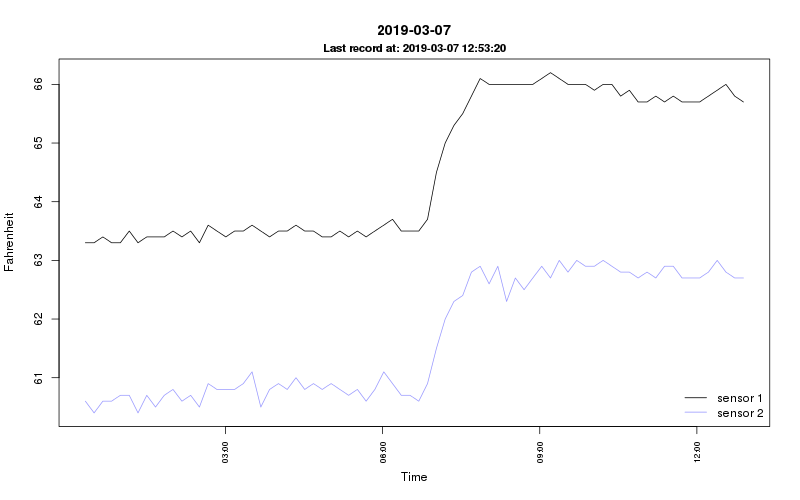 2019-03-07
Last record at: 2019-03-07 12:53:20
66
65
64
63
62
61
Fahrenheit
03:00
06:00
09:00
12:00
Time
sensor 1
sensor 2